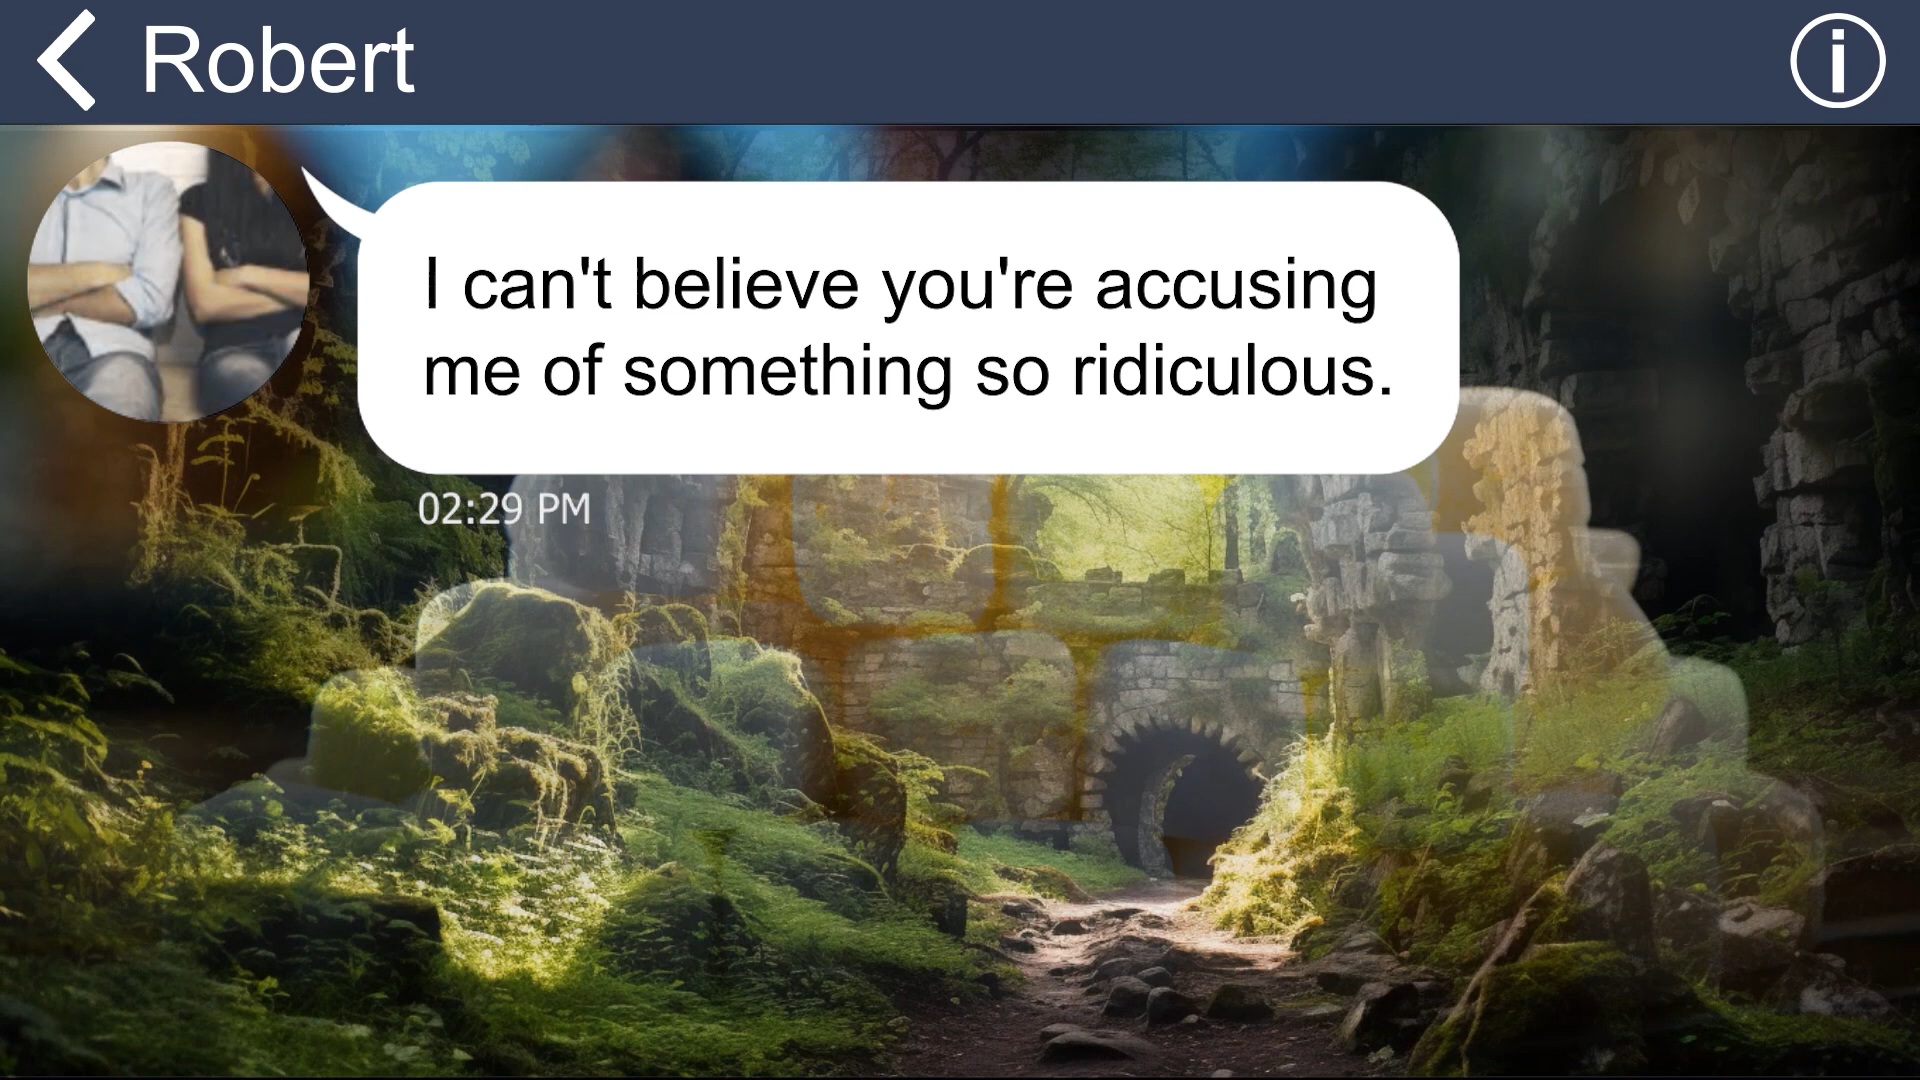 Robert
I can't believe you're accusing
me of something so ridiculous.
02:29 PM